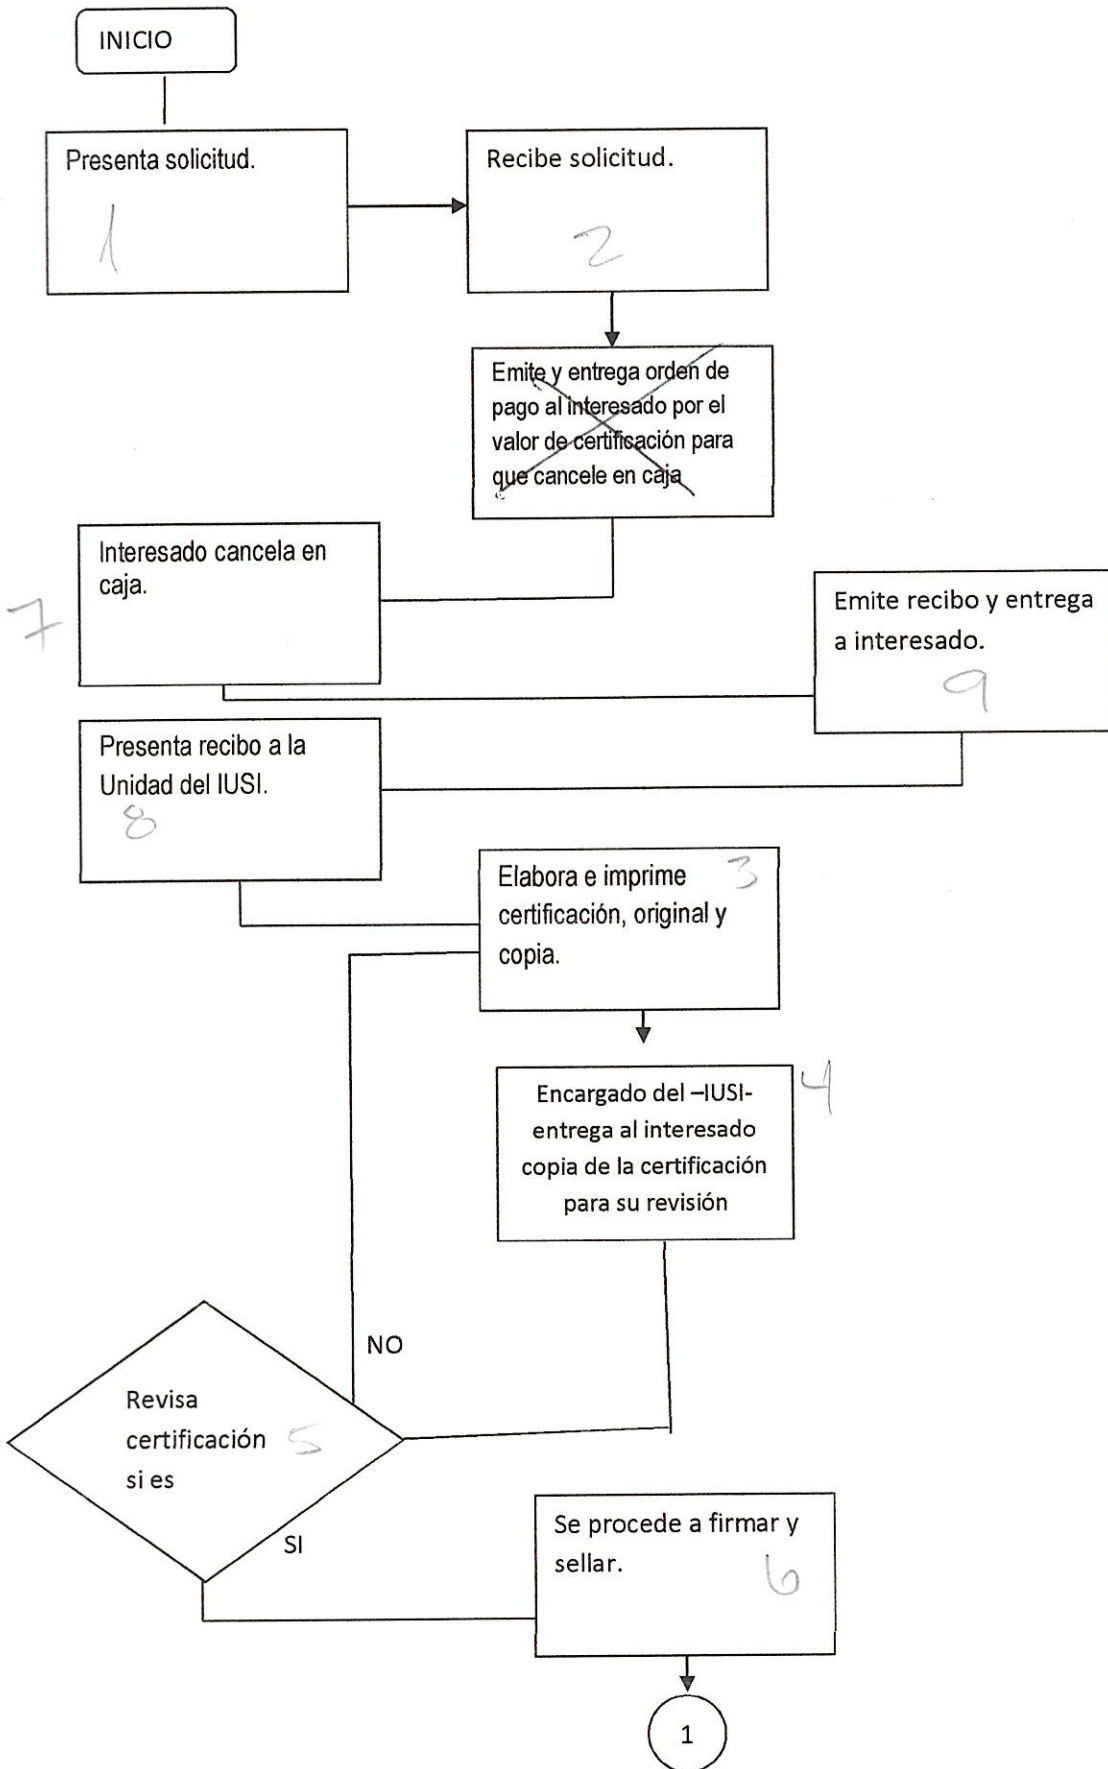 INICIO
Presenta solicitud.
1
Recibe solicitud.
2
Emite y entrega orden de
pago al interesado por el
valor de certificación para
que cancele en caja
Interesado cancela en
caja.
7
Emite recibo y entrega
a interesado.
9
Presenta recibo a la
Unidad del IUSI.
8
Elabora e imprime 3
certificación, original y
copia.
Encargado del –IUSI-
entrega al interesado
copia de la certificación
para su revisión
4
NO
Revisa
certificación 5
si es
SI
Se procede a firmar y
sellar.
6
1